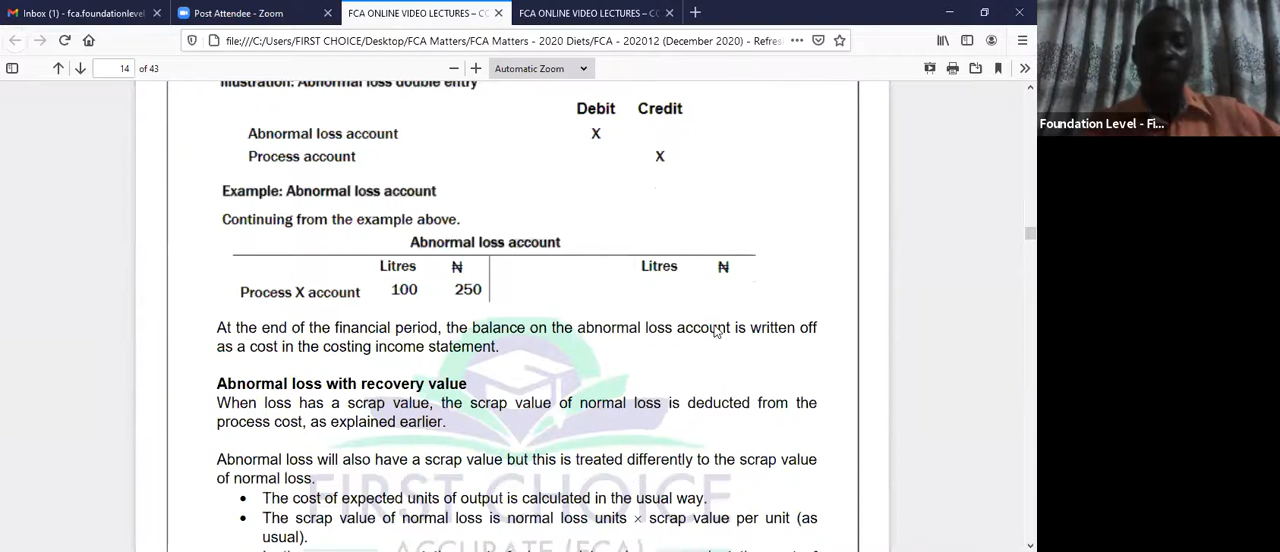 Inbox (1) - fca.foundationlevel
Post Attendee - Zoom
FCA ONLINE VIDEO LECTURES – C
FCA ONLINE VIDEO LECTURES – CC
file:///C:/Users/FIRST CHOICE/Desktop/FCA Matters/FCA Matters - 2020 Diets/FCA - 202012 (December 2020) - Refres
14 of 43
Automatic Zoom
Foundation Level - Fi...
Illustration: Abnormal loss double entry
Debit Credit
Abnormal loss account X
Process account X
Example: Abnormal loss account
Continuing from the example above.
Abnormal loss account
Litres ₦ Litres ₦
Process X account 100 250
At the end of the financial period, the balance on the abnormal loss account is written off
as a cost in the costing income statement.
Abnormal loss with recovery value
When loss has a scrap value, the scrap value of normal loss is deducted from the
process cost, as explained earlier.
Abnormal loss will also have a scrap value but this is treated differently to the scrap value
of normal loss.
• The cost of expected units of output is calculated in the usual way.
• The scrap value of normal loss is normal loss units × scrap value per unit (as
usual).
FIRST CHOICE
ACCURATE (FCA)